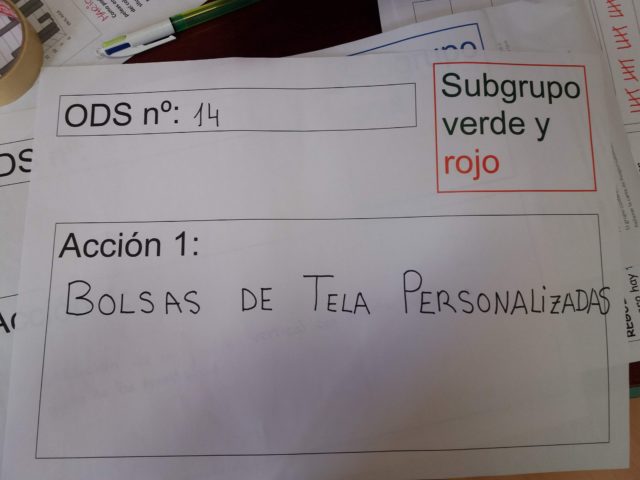 ODS nº: 14
Subgrupo
verde y
rojo
Acción 1:
BOLSAS DE TELA PERSONALIZADAS